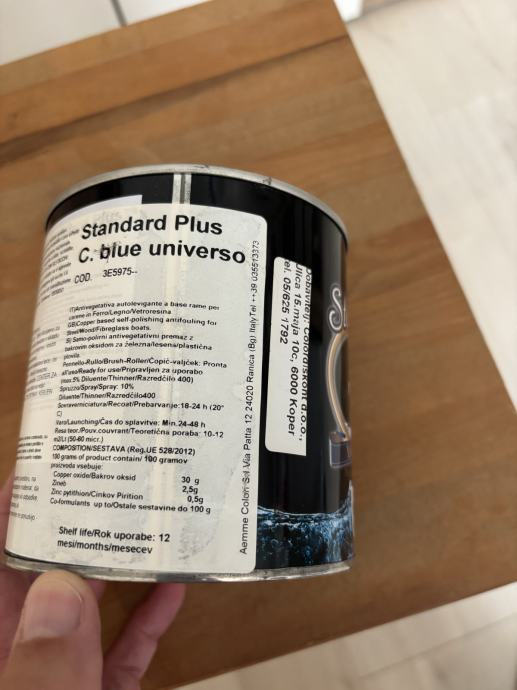 Standard Plus
C. blue universo
COD. 3E5975--
IT)Antivegetativa autolevigante a base rame per
carene in Ferro/Legno/Vetroresina
GB)Copper based self-polishing antifouling for
Steel/Wood/Fibreglass boats.
Sl) Samo-polirni antivegetativni premaz z
bakrovim oksidom za železna/lesena/plastična
plovila.
Pennello-Rullo/Brush-Roller/Čopič-valjček: Pronta
all'uso/Ready for use/Pripravljen za uporabo
(max 5% Diluente/Thinner/Razredčilo 400)
Spruzzo/Spray/Spray: 10%
Diluente/Thinner/Razredčilo400
Sovraverniciatura/Recoat/Prebarvanje:18-24 h (20°
C)
Varo/Launching/Čas do splavitve: Min.24-48 h
Resa teor./Pouv.couvrant/Teoretična poraba: 10-12
m2/Lt (50-60 micr.)
COMPOSITION/SESTAVA (Reg.UE 528/2012)
100 grams of product contain/ 100 gramov
proizvoda vsebuje:
Copper oxide/Bakrov oksid 30 g
Zineb 2,5g
Zinc pytithion/Cinkov Pirition 0,5g
Co-formulants up to/Ostale sestavine do 100 g
Shelf life/Rok uporabe: 12
mesi/months/mesecev
Aemme Colori Srl Via Patta 12 24020 Ranica (Bg) Italy Tel ++39 035513373
Dobavitelj: Colordiskont d.o.o.,
Ulica 15.maja 10c, 6000 Koper
tel. 05/625 1792